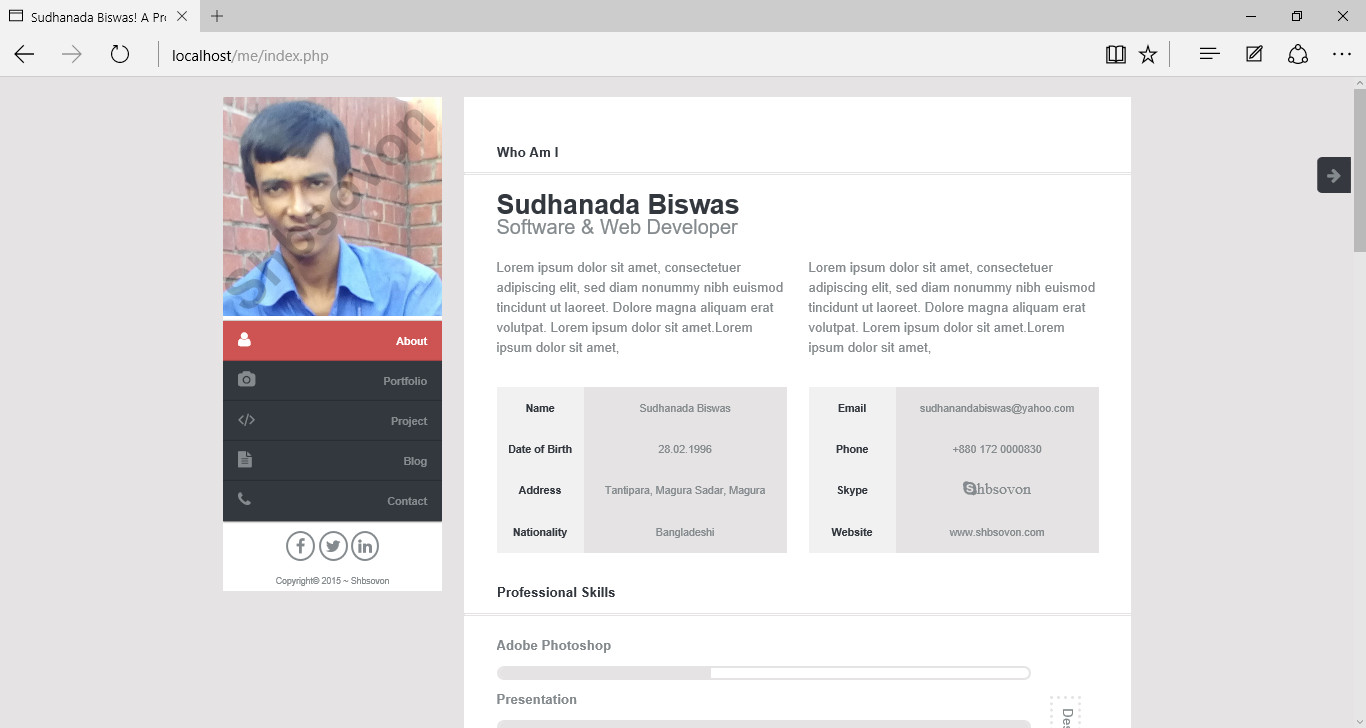 Sudhanada Biswas! A Pr
localhost/me/index.php
Shbsovon
About
Portfolio
Project
Blog
Contact
Copyright© 2015 ~ Shbsovon
Who Am I
Sudhanada Biswas
Software & Web Developer
Lorem ipsum dolor sit amet, consectetuer
adipiscing elit, sed diam nonummy nibh euismod
tincidunt ut laoreet. Dolore magna aliquam erat
volutpat. Lorem ipsum dolor sit amet.Lorem
ipsum dolor sit amet,
Lorem ipsum dolor sit amet, consectetuer
adipiscing elit, sed diam nonummy nibh euismod
tincidunt ut laoreet. Dolore magna aliquam erat
volutpat. Lorem ipsum dolor sit amet.Lorem
ipsum dolor sit amet,
Name Sudhanada Biswas
Date of Birth 28.02.1996
Address Tantipara, Magura Sadar, Magura
Nationality Bangladeshi
Email sudhanandabiswas@yahoo.com
Phone +880 172 0000830
Skype Shbsovon
Website www.shbsovon.com
Professional Skills
Adobe Photoshop
Presentation
Des